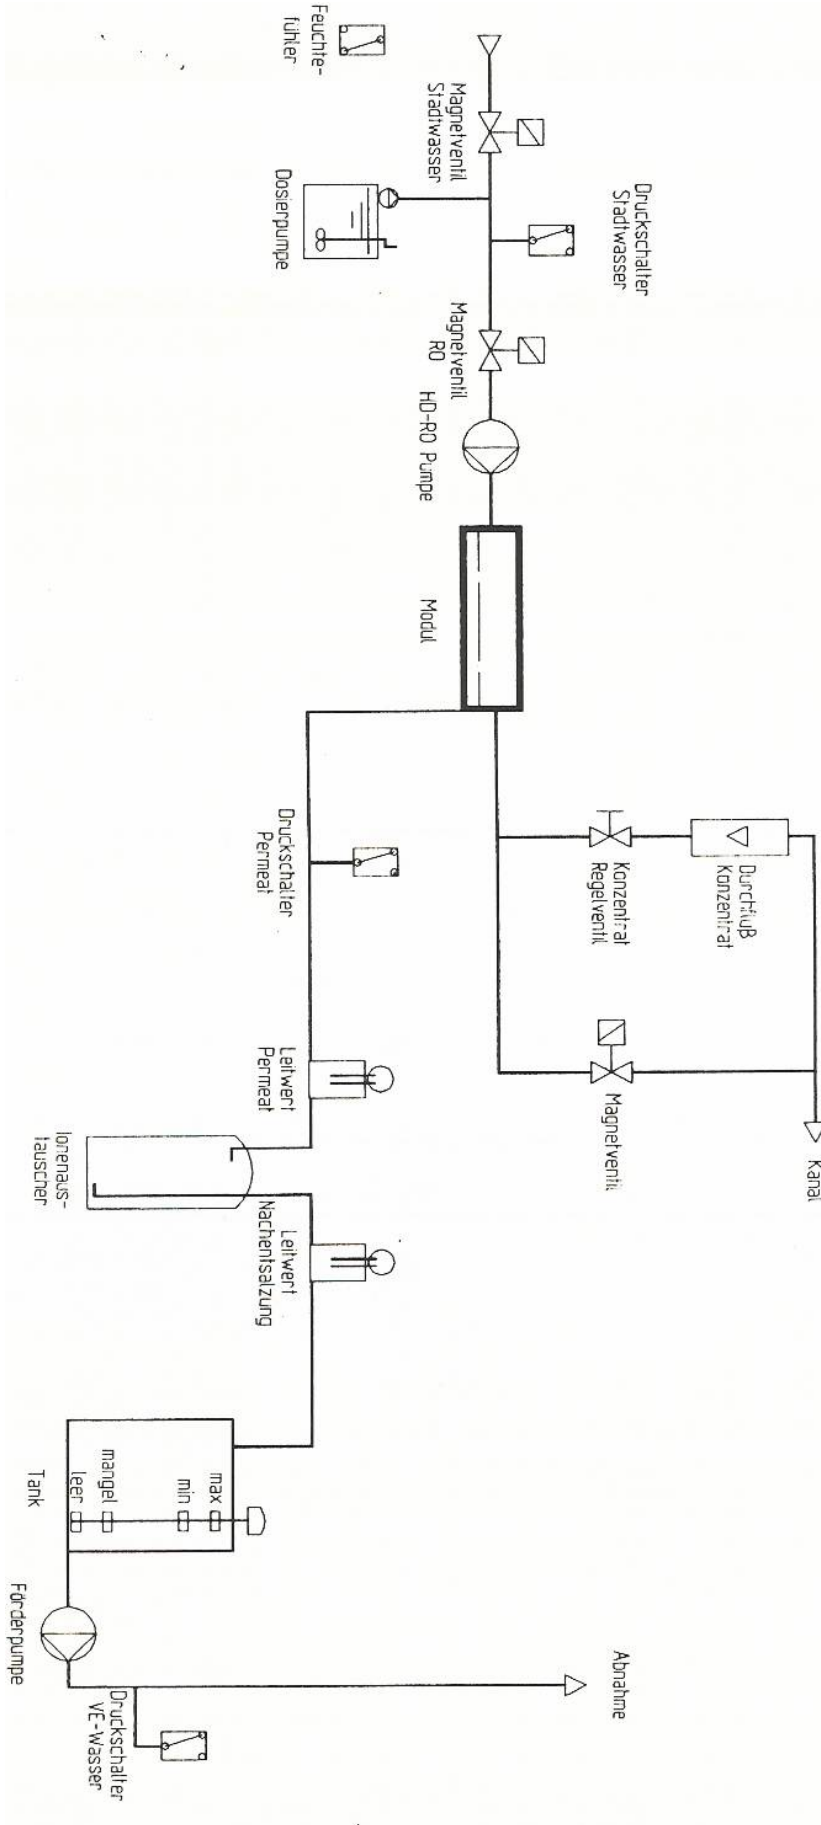 Feuchte-
fühler
Magnetventil
Stadtwasser
Druckschalter
Stadtwasser
Dosierpumpe
Magnetventil
RO
HD-RO Pumpe
Modul
Durchfluß
Konzentrat
Konzentrat
Regelventil
Druckschalter
Permeat
Magnetventil
Kanal
Leitwert
Permeat
Ionenaus-
tauscher
Leitwert
Nachentsalzung
max
min
mangel
leer
Tank
Förderpumpe
Abnahme
Druckschalter
VE-Wasser